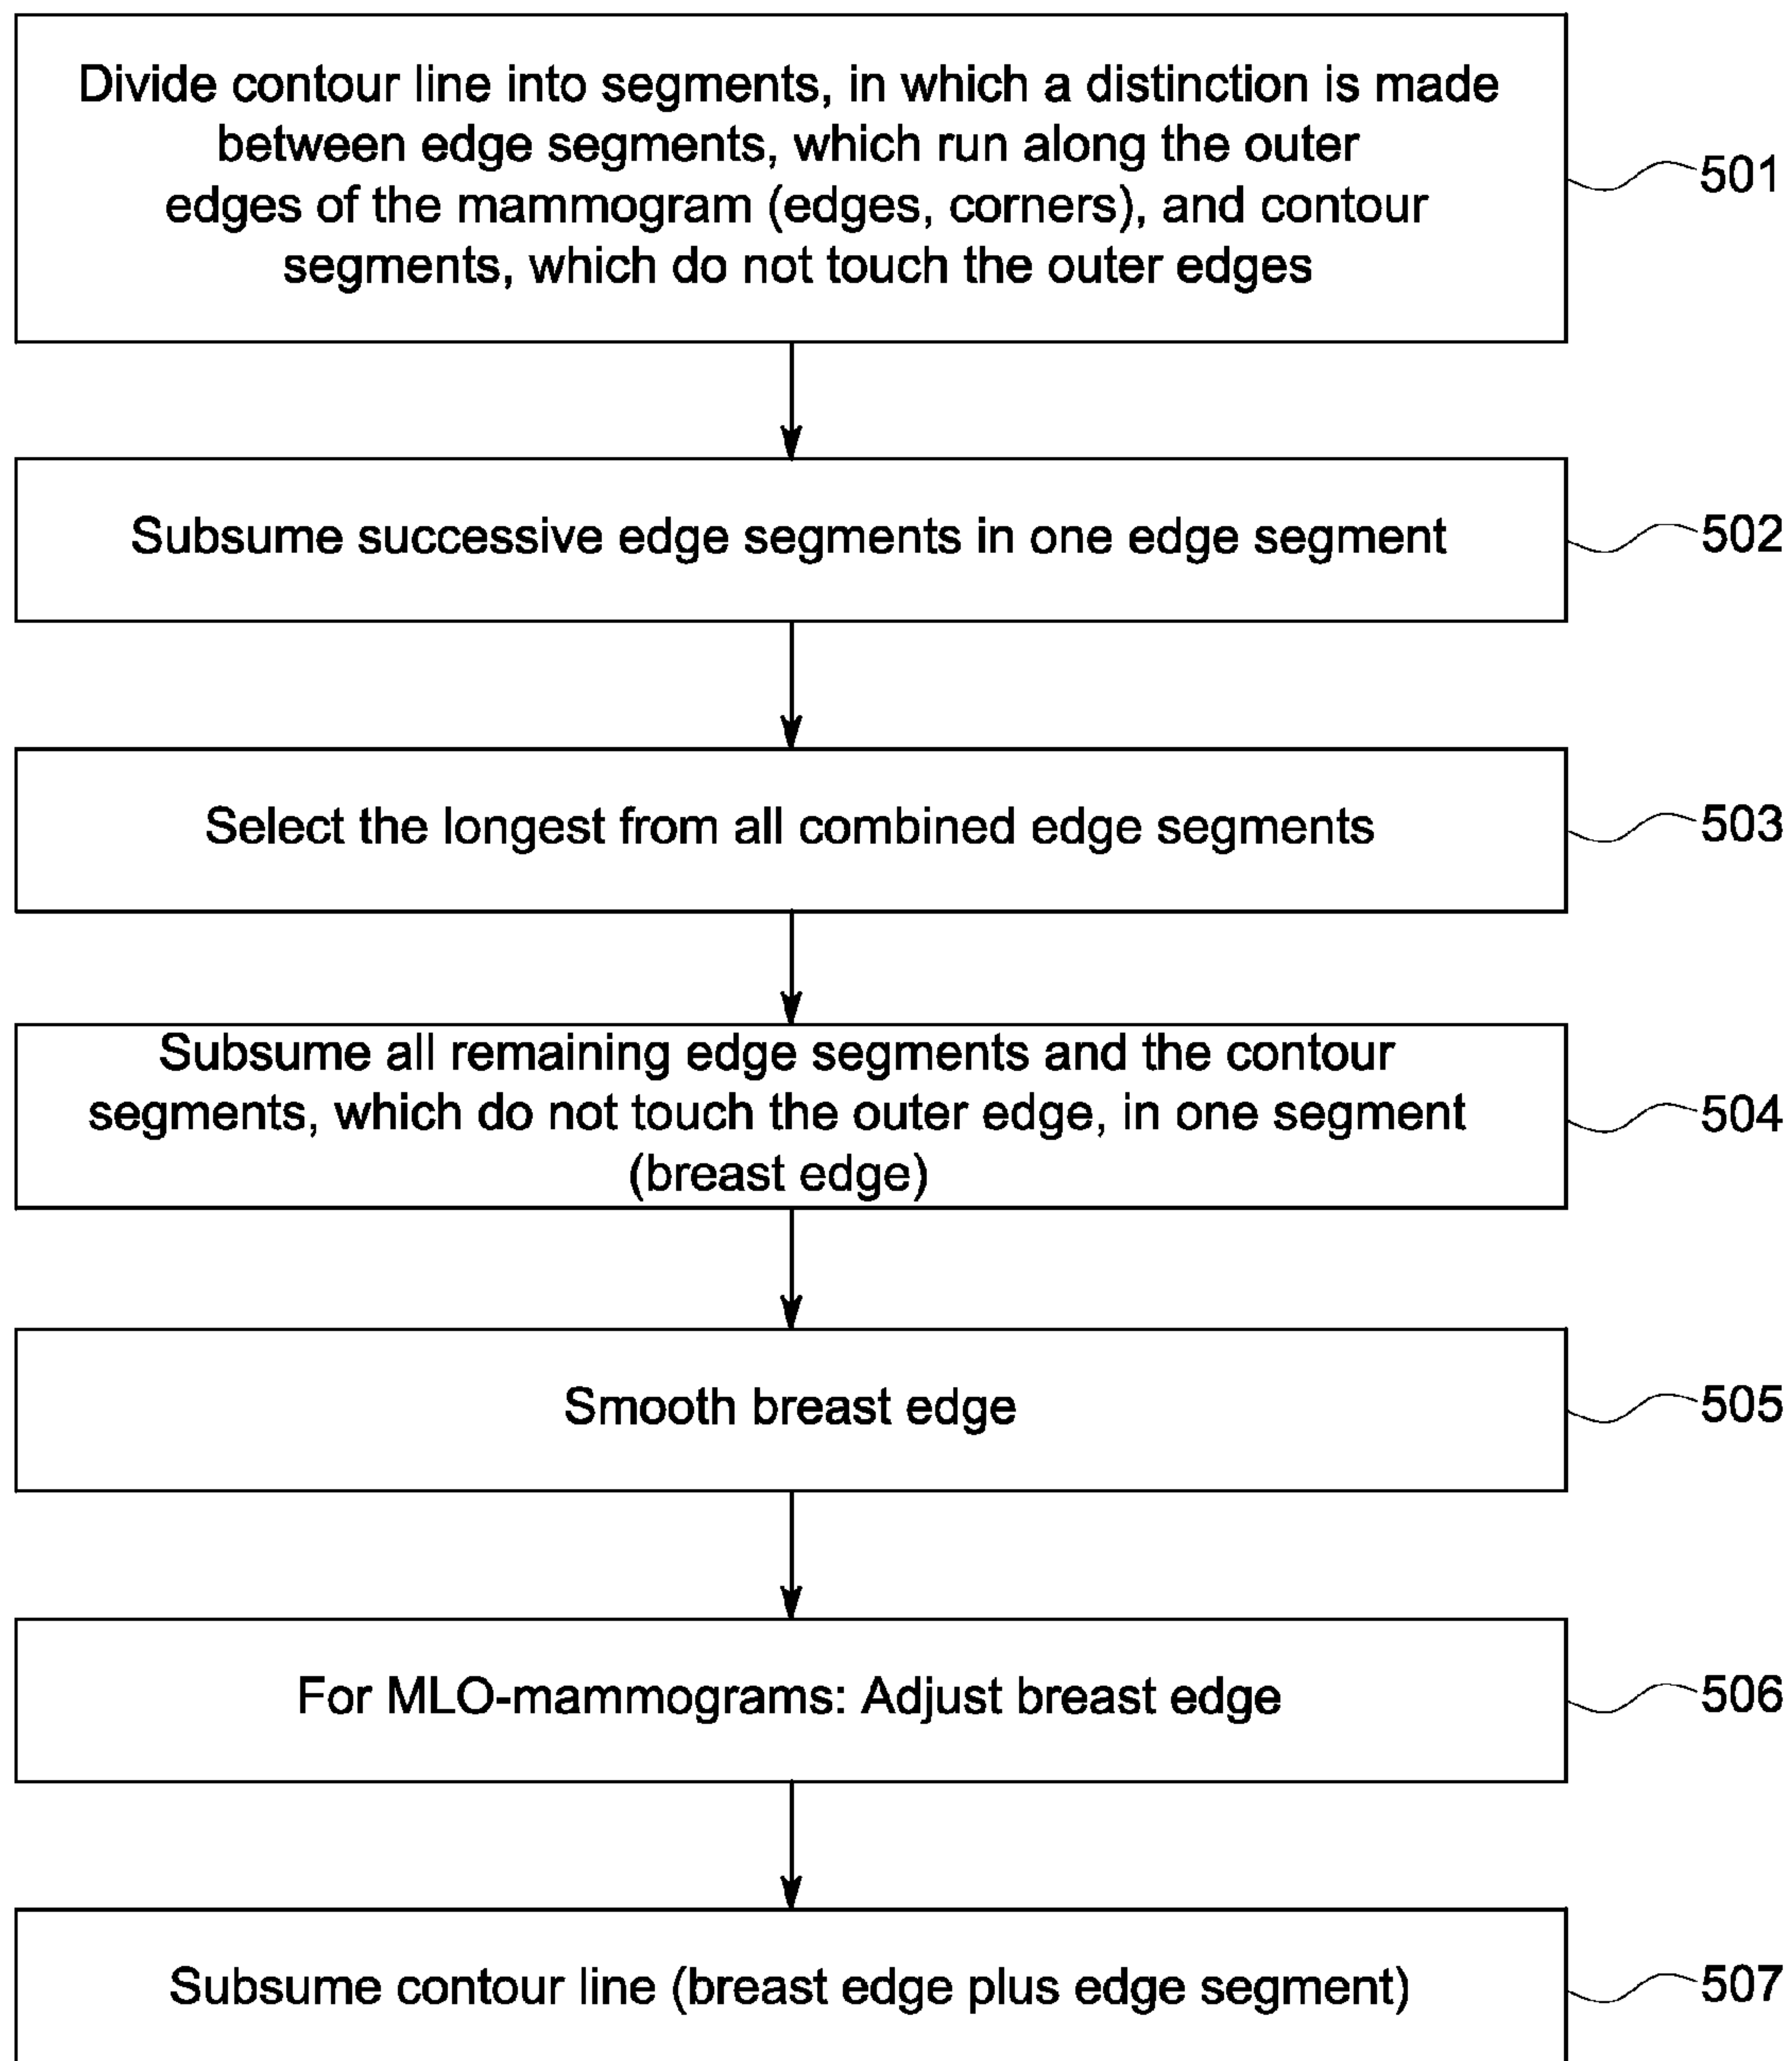 Divide contour line into segments, in which a distinction is made
between edge segments, which run along the outer
edges of the mammogram (edges, corners), and contour
segments, which do not touch the outer edges
501
Subsume successive edge segments in one edge segment
502
Select the longest from all combined edge segments
503
Subsume all remaining edge segments and the contour
segments, which do not touch the outer edge, in one segment
(breast edge)
504
Smooth breast edge
505
For MLO-mammograms: Adjust breast edge
506
Subsume contour line (breast edge plus edge segment)
507